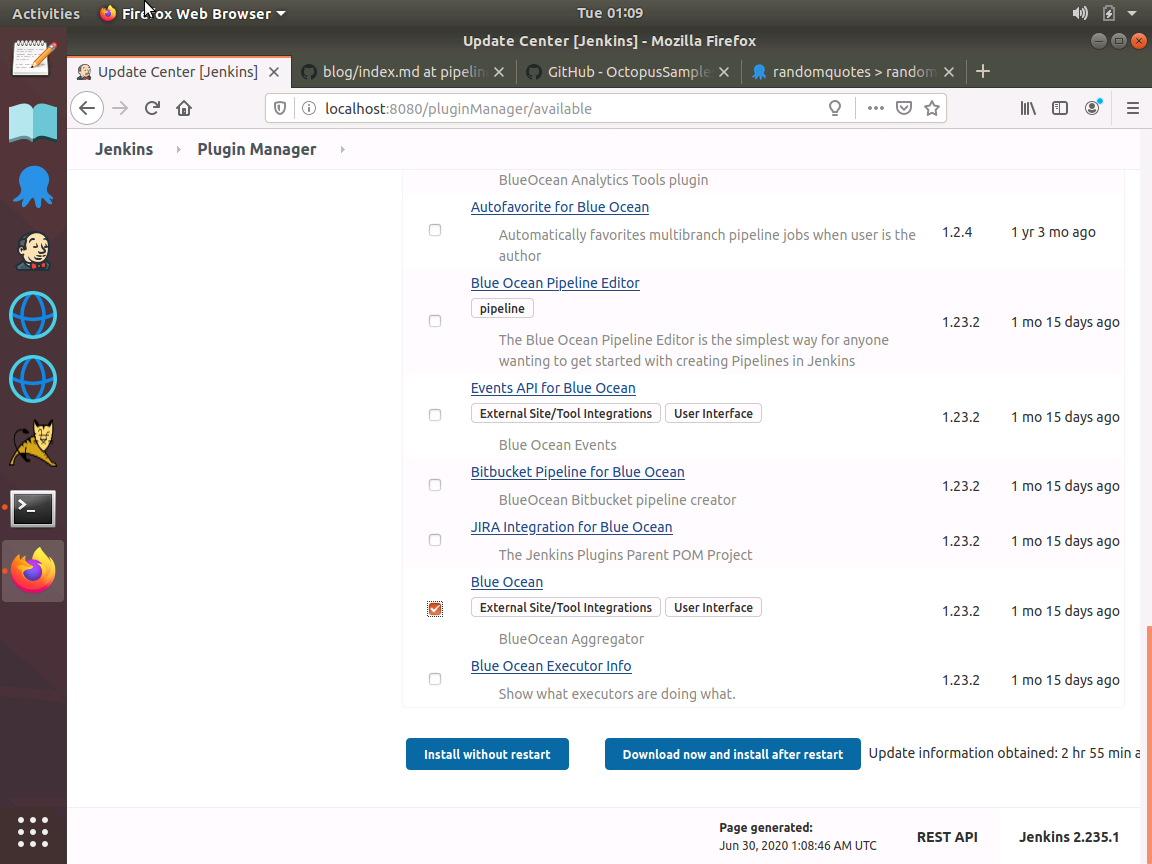 Activities
Firefox Web Browser
Tue 01:09
Update Center [Jenkins] - Mozilla Firefox
Update Center [Jenkins]
blog/index.md at pipelin
GitHub - OctopusSample
randomquotes > random
localhost:8080/pluginManager/available
Jenkins
Plugin Manager
BlueOcean Analytics Tools plugin
Autofavorite for Blue Ocean
Automatically favorites multibranch pipeline jobs when user is the
author
1.2.4
1 yr 3 mo ago
Blue Ocean Pipeline Editor
pipeline
The Blue Ocean Pipeline Editor is the simplest way for anyone
wanting to get started with creating Pipelines in Jenkins
1.23.2
1 mo 15 days ago
Events API for Blue Ocean
External Site/Tool Integrations
User Interface
Blue Ocean Events
1.23.2
1 mo 15 days ago
Bitbucket Pipeline for Blue Ocean
BlueOcean Bitbucket pipeline creator
1.23.2
1 mo 15 days ago
JIRA Integration for Blue Ocean
The Jenkins Plugins Parent POM Project
1.23.2
1 mo 15 days ago
Blue Ocean
External Site/Tool Integrations
User Interface
BlueOcean Aggregator
1.23.2
1 mo 15 days ago
Blue Ocean Executor Info
Show what executors are doing what.
1.23.2
1 mo 15 days ago
Install without restart
Download now and install after restart
Update information obtained: 2 hr 55 min a
Page generated:
Jun 30, 2020 1:08:46 AM UTC
REST API
Jenkins 2.235.1